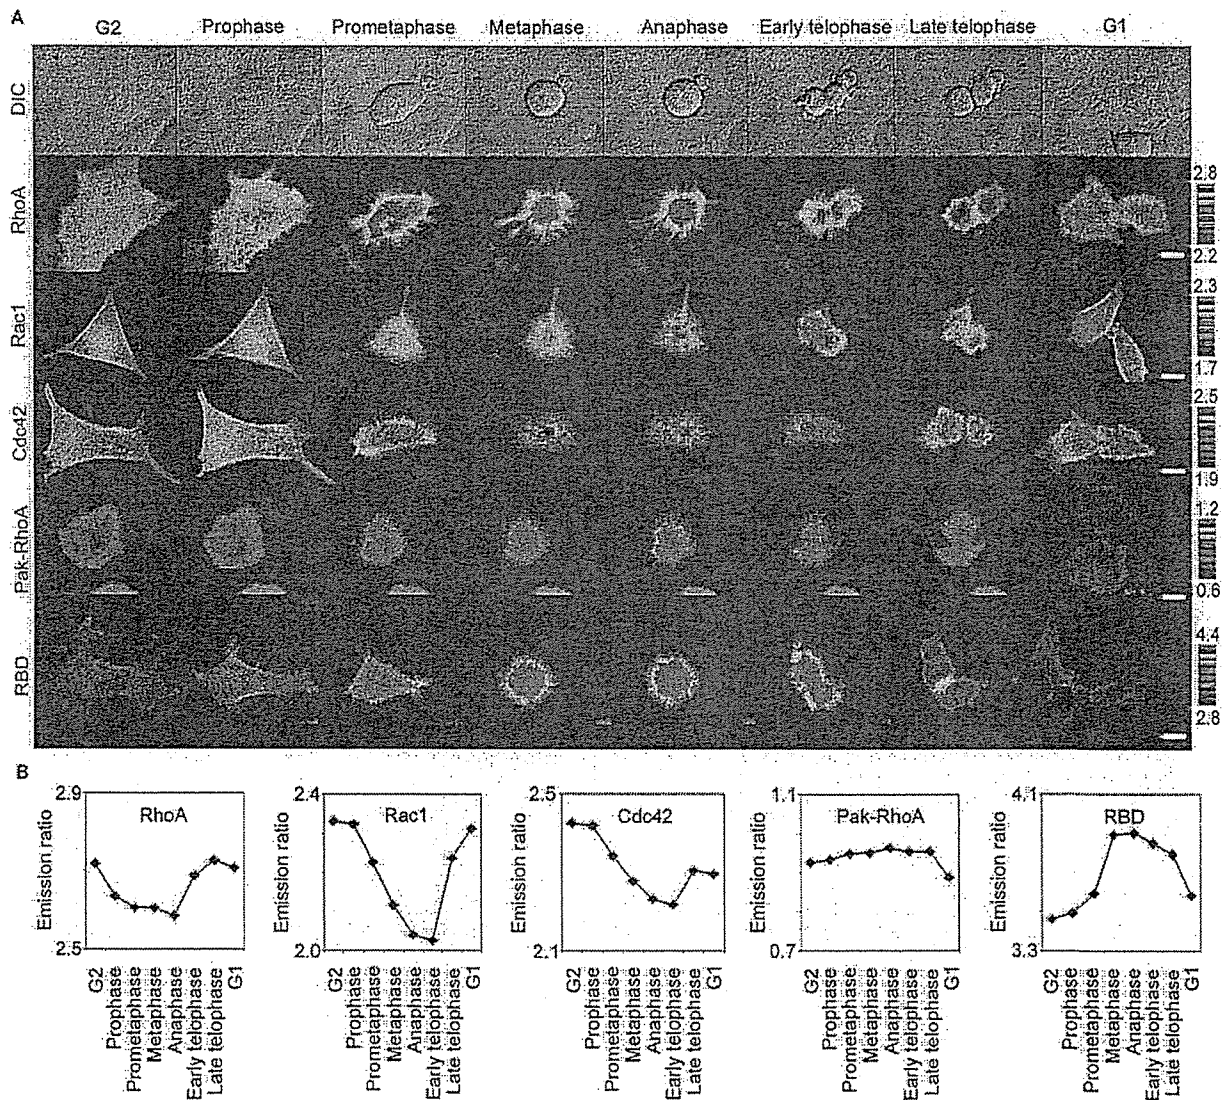 A
G2 Prophase Prometaphase Metaphase Anaphase Early telophase Late telophase G1
DIC
RhoA
2.8
2.2
Rac1
2.3
1.7
Cdc42
2.5
1.9
Pak-RhoA
1.2
0.6
RBD
4.4
2.8
B
2.9
RhoA
Emission ratio
2.5
G2
Prophase
Prometaphase
Metaphase
Anaphase
Early telophase
Late telophase
G1
2.4
Rac1
Emission ratio
2.0
G2
Prophase
Prometaphase
Metaphase
Anaphase
Early telophase
Late telophase
G1
2.5
Cdc42
Emission ratio
2.1
G2
Prophase
Prometaphase
Metaphase
Anaphase
Early telophase
Late telophase
G1
1.1
Pak-RhoA
Emission ratio
0.7
G2
Prophase
Prometaphase
Metaphase
Anaphase
Early telophase
Late telophase
G1
4.1
RBD
Emission ratio
3.3
G2
Prophase
Prometaphase
Metaphase
Anaphase
Early telophase
Late telophase
G1